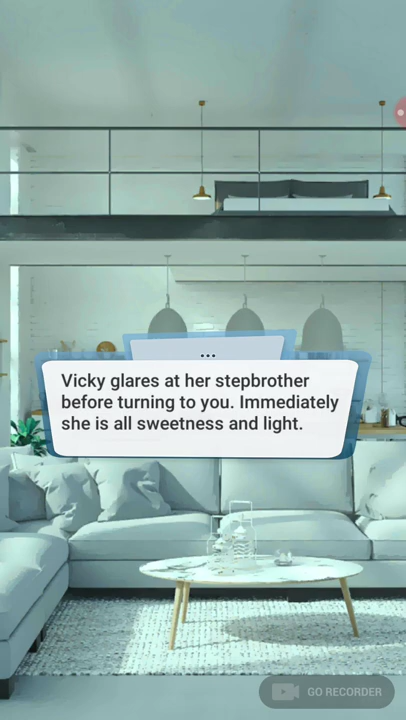 ...
Vicky glares at her stepbrother
before turning to you. Immediately
she is all sweetness and light.
GO RECORDER